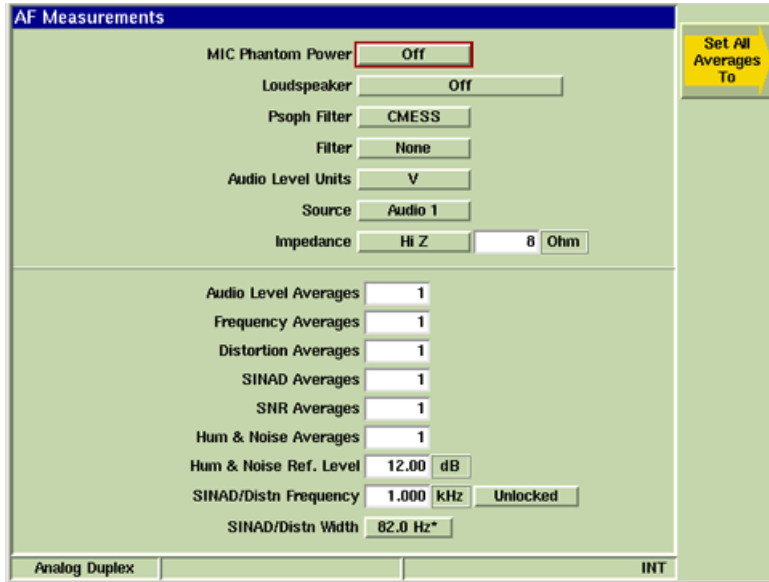 AF Measurements
MIC Phantom Power Off
Loudspeaker Off
Psoph Filter CMESS
Filter None
Audio Level Units V
Source Audio 1
Impedance Hi Z 8 Ohm
Set All
Averages
To
Audio Level Averages 1
Frequency Averages 1
Distortion Averages 1
SINAD Averages 1
SNR Averages 1
Hum & Noise Averages 1
Hum & Noise Ref. Level 12.00 dB
SINAD/Distn Frequency 1.000 kHz Unlocked
SINAD/Distn Width 82.0 Hz*
Analog Duplex INT